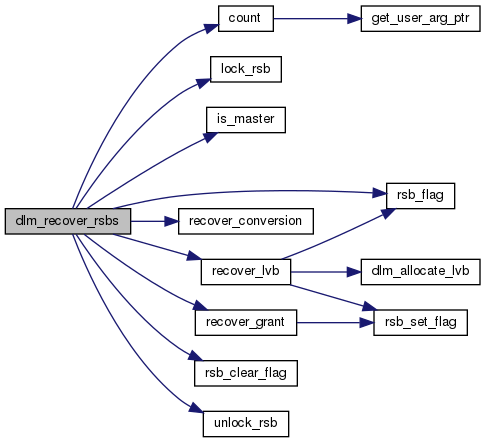 count
get_user_arg_ptr
lock_rsb
is_master
rsb_flag
dlm_recover_rsbs
recover_conversion
recover_lvb
dlm_allocate_lvb
recover_grant
rsb_set_flag
rsb_clear_flag
unlock_rsb